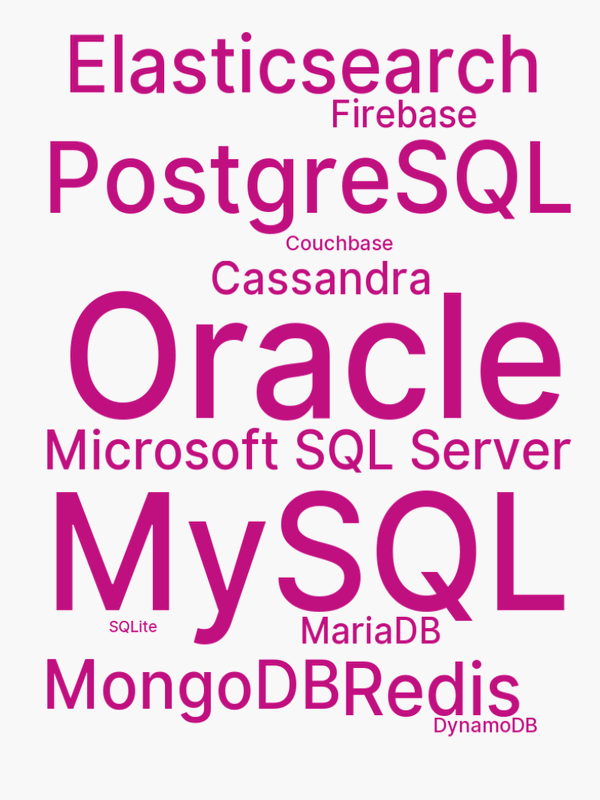 Elasticsearch
Firebase
PostgreSQL
Couchbase
Cassandra
Oracle
Microsoft SQL Server
MySQL
SQLite
MariaDB
MongoDB
Redis
DynamoDB